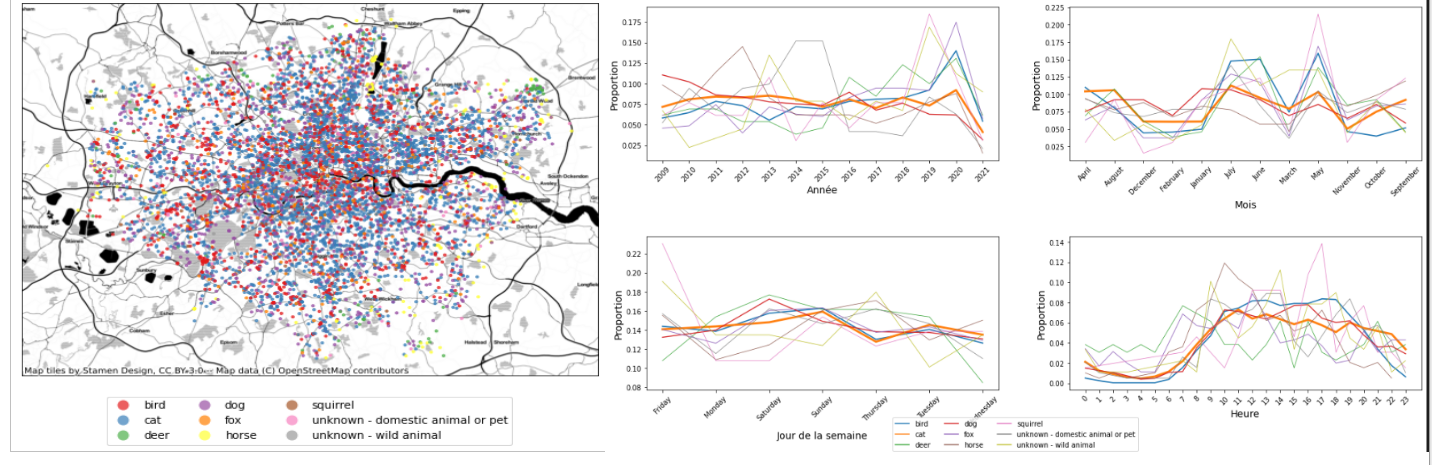 Cheshunt
Epping
Waltham Abbey
Borehamwood
Brentwood
South Ockendon
Dartford
Staines
Sunbury
Esher
Cobham
Epsom
Halstead
Shoreham
Map tiles by Stamen Design, CC BY 3.0 -- Map data (C) OpenStreetMap contributors
bird
dog
squirrel
cat
fox
unknown - domestic animal or pet
deer
horse
unknown - wild animal
Proportion
0.175
0.150
0.125
0.100
0.075
0.050
0.025
2009 2010 2011 2012 2013 2014 2015 2016 2017 2018 2019 2020 2021
Année
Proportion
0.225
0.200
0.175
0.150
0.125
0.100
0.075
0.050
0.025
April August December February January July June March May November October September
Mois
Proportion
0.22
0.20
0.18
0.16
0.14
0.12
0.10
0.08
Friday Monday Saturday Sunday Thursday Tuesday
Jour de la semaine
Proportion
0.14
0.12
0.10
0.08
0.06
0.04
0.02
0.00
0 1 2 3 4 5 6 7 8 9 10 11 12 13 14 15 16 17 18 19 20 21 22 23
Heure
bird dog squirrel
cat fox unknown - domestic animal or pet
deer horse unknown - wild animal